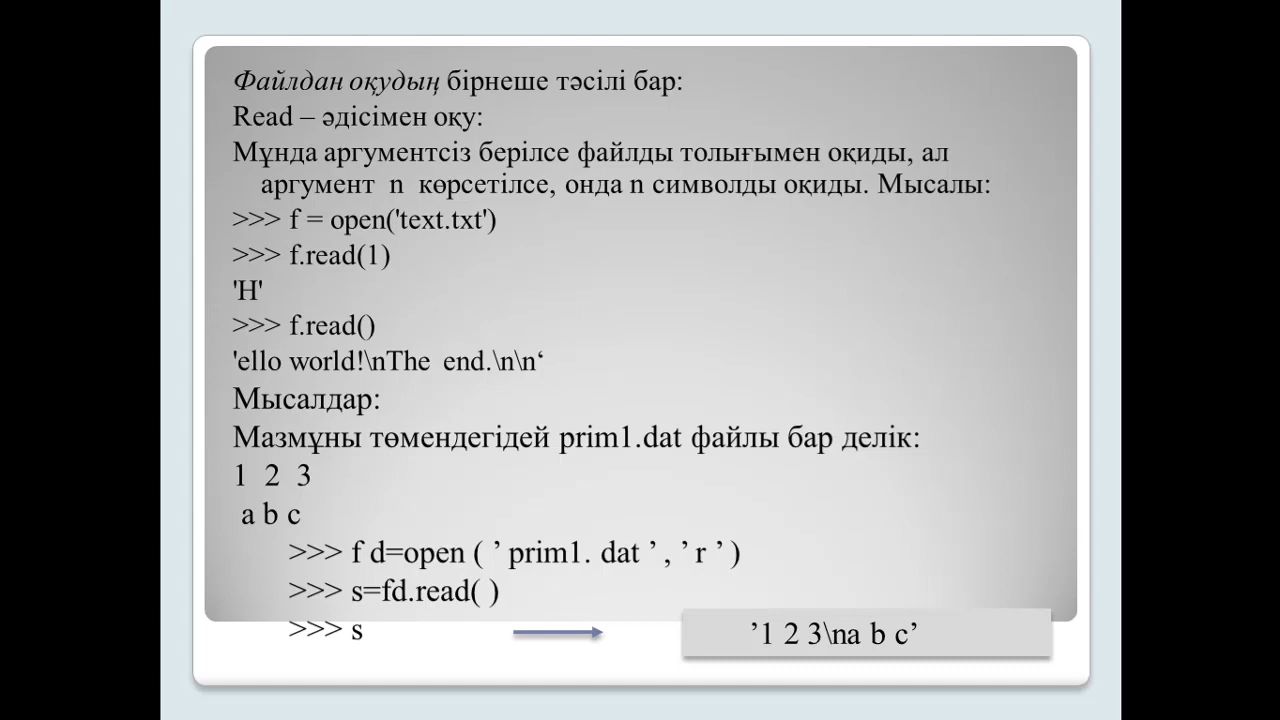 Файлдан оқудың бірнеше тәсілі бар:
Read – әдісімен оқу:
Мұнда аргументсіз берілсе файлды толығымен оқиды, ал
аргумент n көрсетілсе, онда n символды оқиды. Мысалы:
>>> f = open('text.txt')
>>> f.read(1)
'H'
>>> f.read()
'ello world!\nThe end.\n\n‘
Мысалдар:
Мазмұны төмендегідей prim1.dat файлы бар делік:
1 2 3
a b c
>>> f d=open ( ’ prim1. dat ’ , ’ r ’ )
>>> s=fd.read( )
>>> s
’1 2 3\na b c’